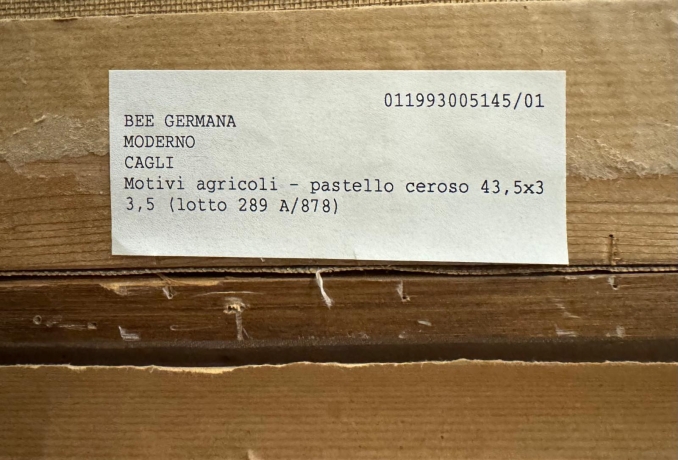 011993005145/01
BEE GERMANA
MODERNO
CAGLI
Motivi agricoli - pastello ceroso 43,5x3
3,5 (lotto 289 A/878)